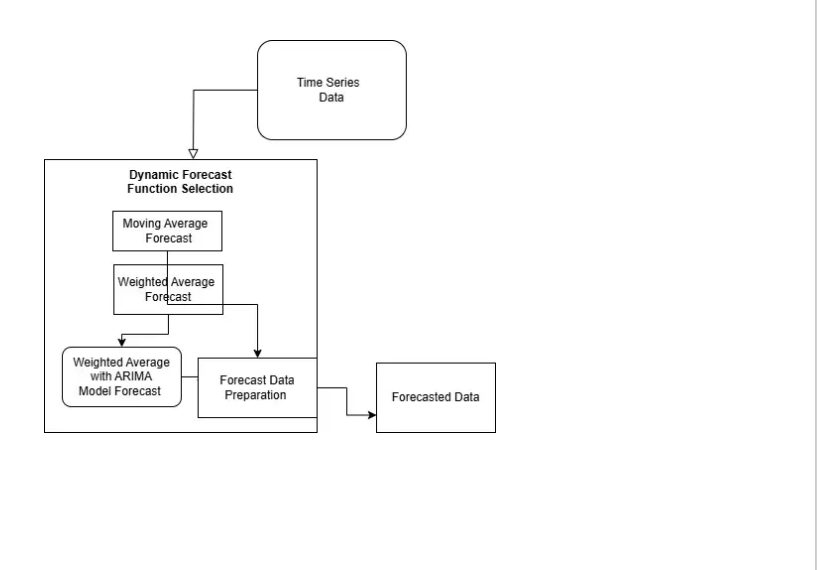 Time Series
Data
Dynamic Forecast
Function Selection
Moving Average
Forecast
Weighted Average
Forecast
Weighted Average
with ARIMA
Model Forecast
Forecast Data
Preparation
Forecasted Data